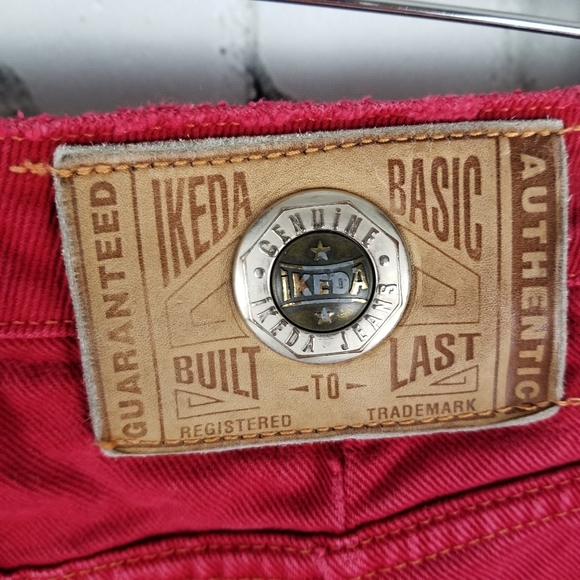 GUARANTEED
IKEDA BASIC
GENUiNE
iKEDA
IKEDA JEANS
BUILT -TO- LAST
REGISTERED TRADEMARK
AUTHENTIC